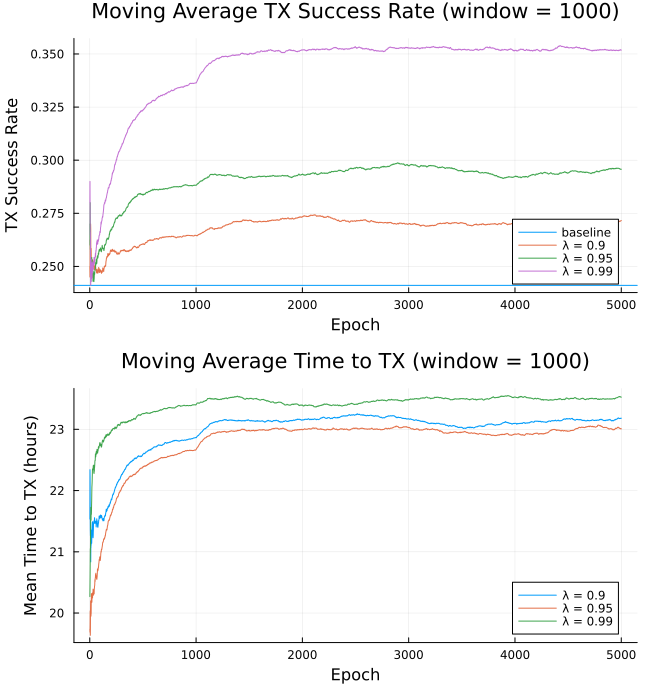 Moving Average TX Success Rate (window = 1000)
TX Success Rate
0.350
0.325
0.300
0.275
0.250
baseline
λ = 0.9
λ = 0.95
λ = 0.99
0 1000 2000 3000 4000 5000
Epoch
Moving Average Time to TX (window = 1000)
Mean Time to TX (hours)
23
22
21
20
λ = 0.9
λ = 0.95
λ = 0.99
0 1000 2000 3000 4000 5000
Epoch